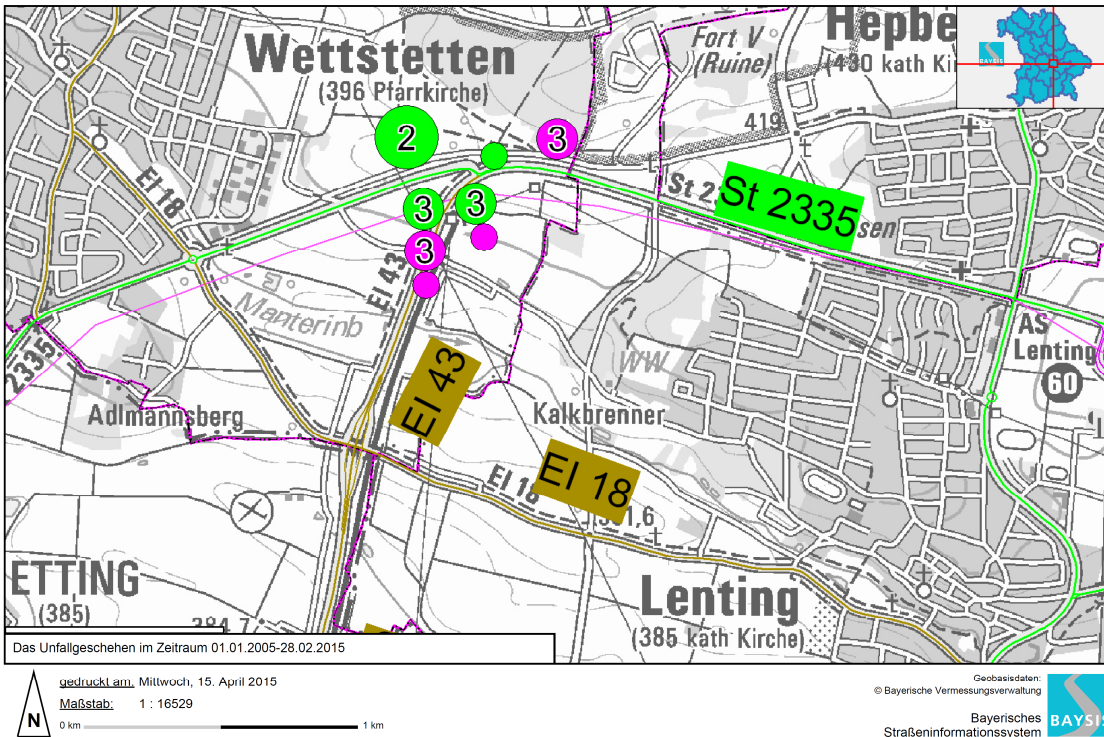 Wettstetten
(396 Pfarrkirche)
Fort V
(Ruine)
Hepbe
(430 kath Ki
BAYSIS
419
2
3
3
3
3
EI 18
St 2
St 2335
sen
EI 43
Manterinb
2335
AS
Lenting
60
WW
EI 43
Adlmannsberg
Kalkbrenner
EI 18
EI 18
ETTING
(385)
384,7
Lenting
(385 kath Kirche)
Das Unfallgeschehen im Zeitraum 01.01.2005-28.02.2015
gedruckt am: Mittwoch, 15. April 2015
Maßstab: 1 : 16529
N
0 km
1 km
Geobasisdaten:
© Bayerische Vermessungsverwaltung
Bayerisches
Straßeninformationssystem
BAYSIS